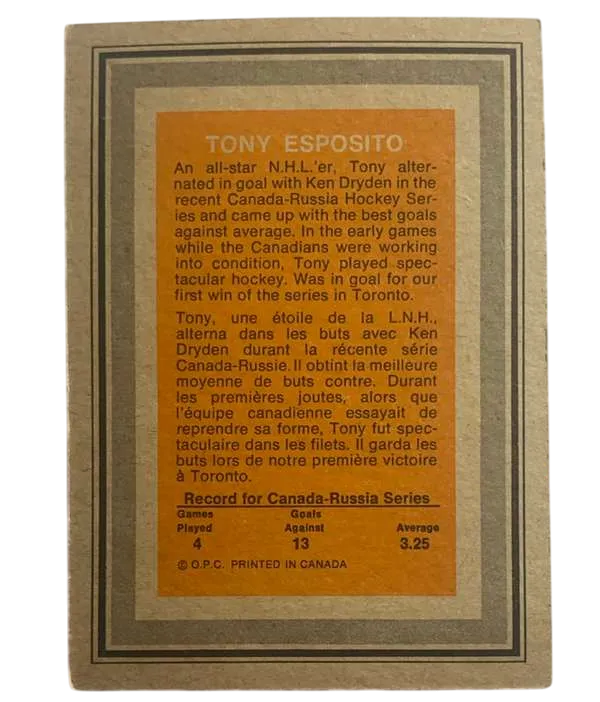 TONY ESPOSITO
An all-star N.H.L.'er, Tony alter-
nated in goal with Ken Dryden in the
recent Canada-Russia Hockey Ser-
ies and came up with the best goals
against average. In the early games
while the Canadians were working
into condition, Tony played spec-
tacular hockey. Was in goal for our
first win of the series in Toronto.
Tony, une étoile de la L.N.H.,
alterna dans les buts avec Ken
Dryden durant la récente série
Canada-Russie. Il obtint la meilleure
moyenne de buts contre. Durant
les premières joutes, alors que
l'équipe canadienne essayait de
reprendre sa forme, Tony fut spec-
taculaire dans les filets. Il garda les
buts lors de notre première victoire
à Toronto.
Record for Canada-Russia Series
Games Goals
Played Against Average
4 13 3.25
© O.P.C. PRINTED IN CANADA